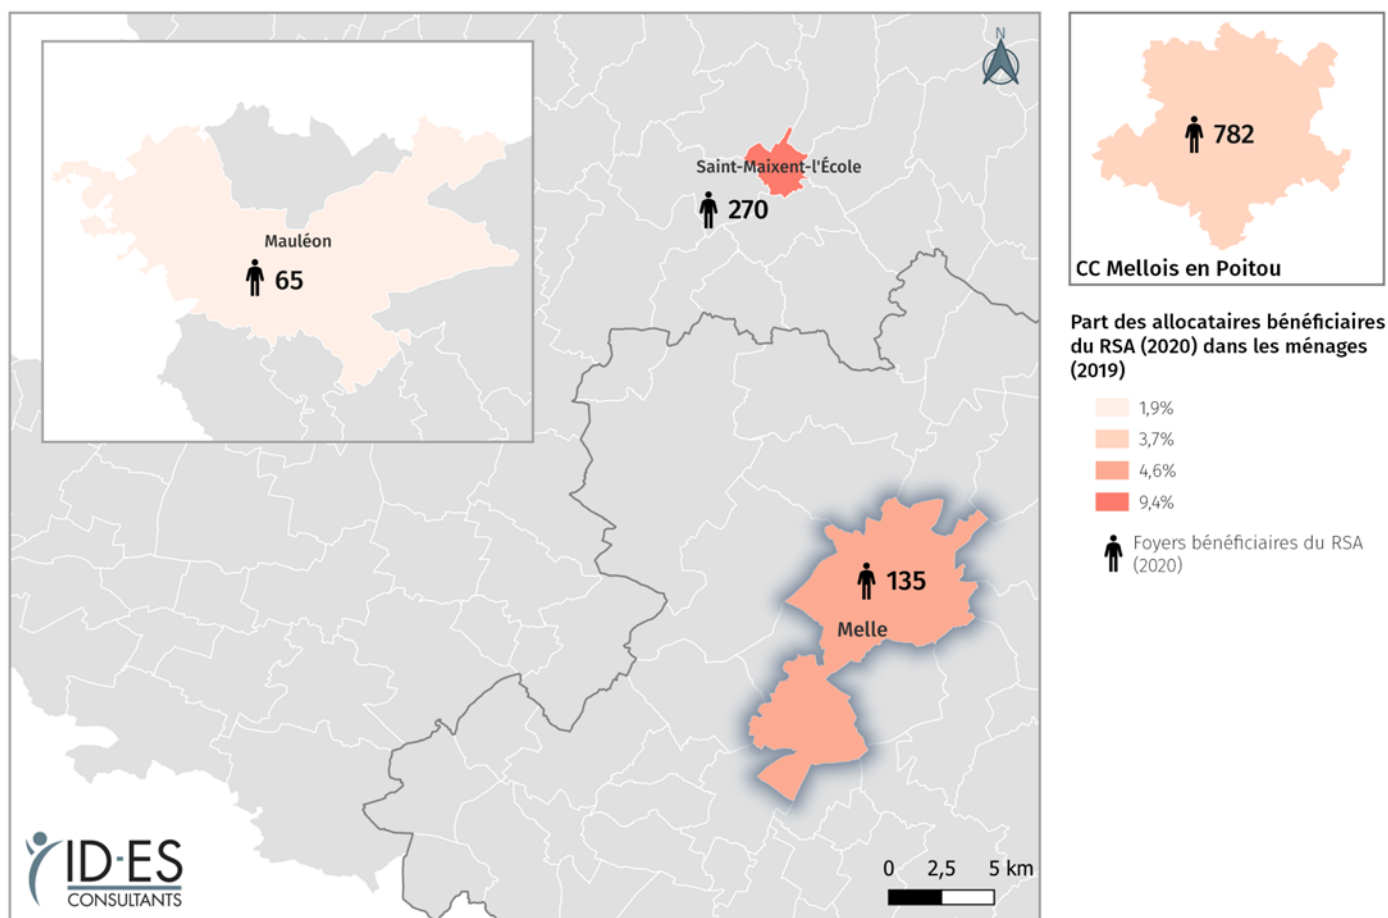 N
Saint-Maixent-l'École
270
Mauléon
65
782
CC Mellois en Poitou
Part des allocataires bénéficiaires
du RSA (2020) dans les ménages
(2019)
1,9%
3,7%
4,6%
9,4%
Foyers bénéficiaires du RSA
(2020)
135
Melle
ID-ES
CONSULTANTS
0 2,5 5 km